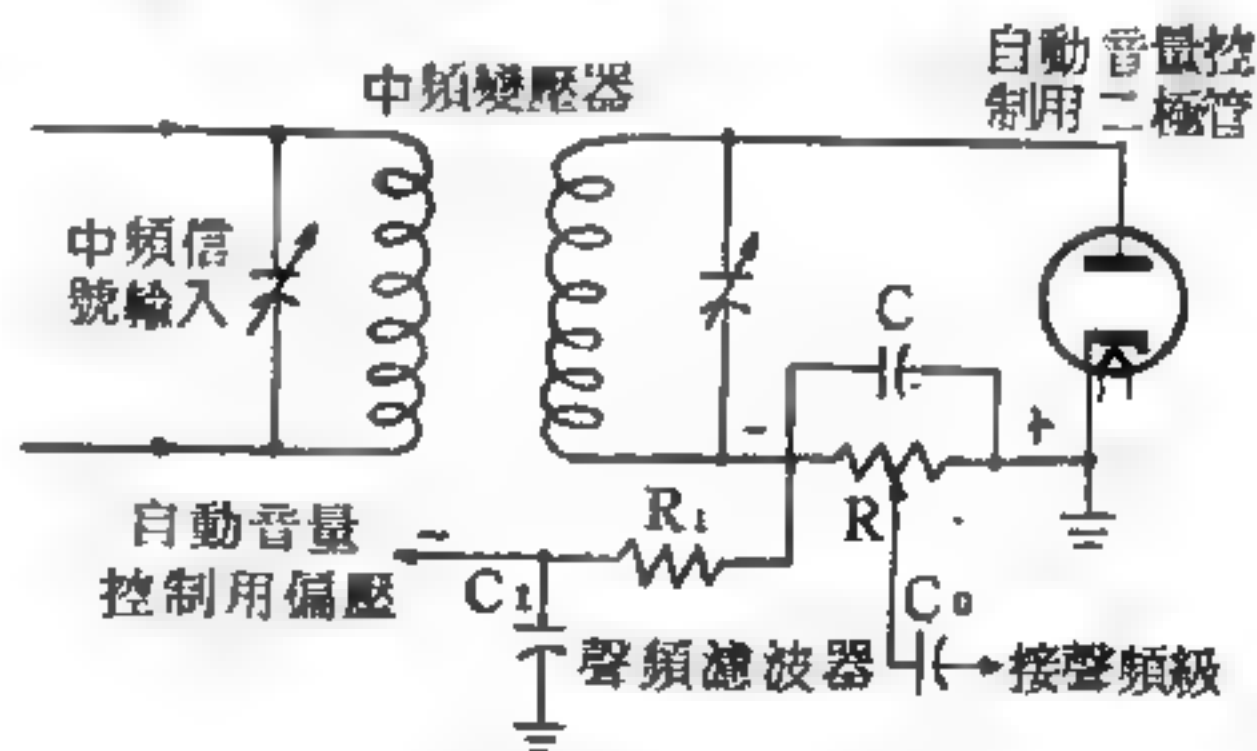 中頻變壓器
自動音量控
制用二極管
中頻信
號輸入
C
-
+
R
R₁
自動音量
控制用偏壓
-
C₁
聲頻濾波器
C₀
接聲頻級